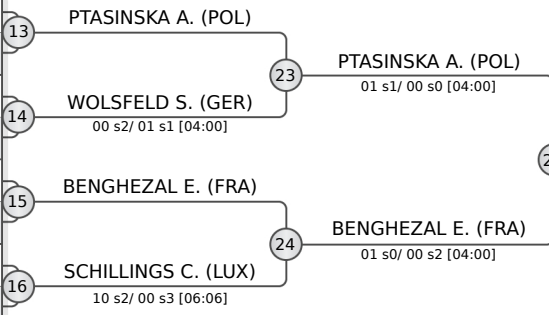 PTASINSKA A. (POL)
13
23
PTASINSKA A. (POL)
01 s1/ 00 s0 [04:00]
WOLSFELD S. (GER)
14
00 s2/ 01 s1 [04:00]
BENGHEZAL E. (FRA)
15
24
BENGHEZAL E. (FRA)
01 s0/ 00 s2 [04:00]
SCHILLINGS C. (LUX)
16
10 s2/ 00 s3 [06:06]